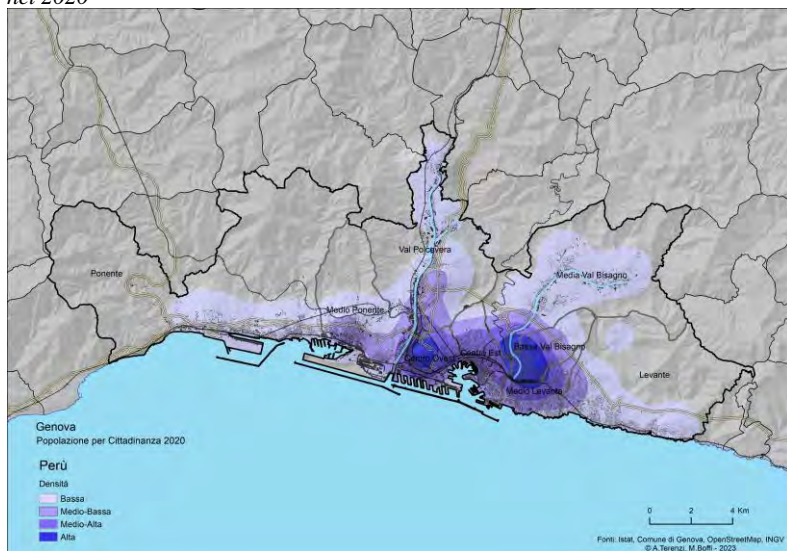 nel 2020
Val Polcevera
Ponente
Media Val Bisagno
Medio Ponente
Centro Est
Bassa Val Bisagno
Centro Ovest
Levante
Medio Levante
Genova
Popolazione per Cittadinanza 2020
Perù
Densità
Bassa
Medio-Bassa
Medio-Alta
Alta
0 2 4 Km
Fonti: Istat, Comune di Genova, OpenStreetMap, INGV
© A.Terenzi, M.Boffi - 2023